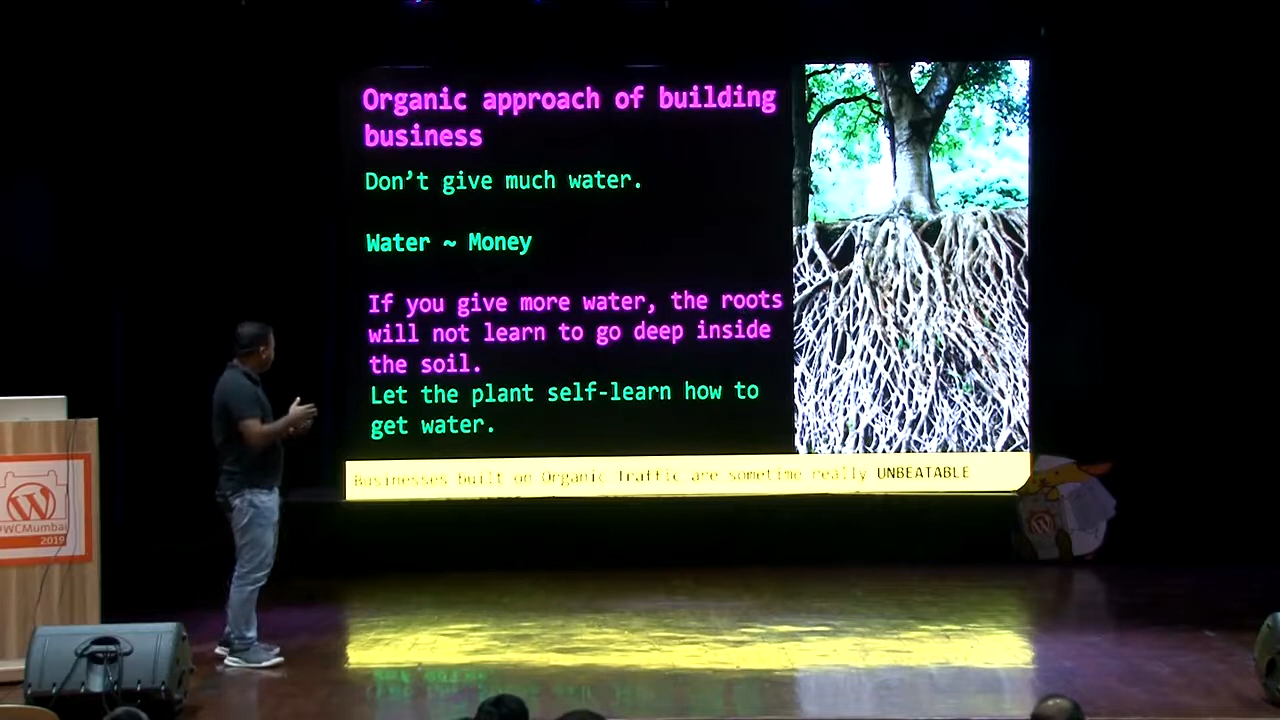 Organic approach of building
business
Don't give much water.
Water ~ Money
If you give more water, the roots
will not learn to go deep inside
the soil.
Let the plant self-learn how to
get water.
Businesses built on Organic Traffic are sometime really UNBEATABLE
#WCMumbai
2019